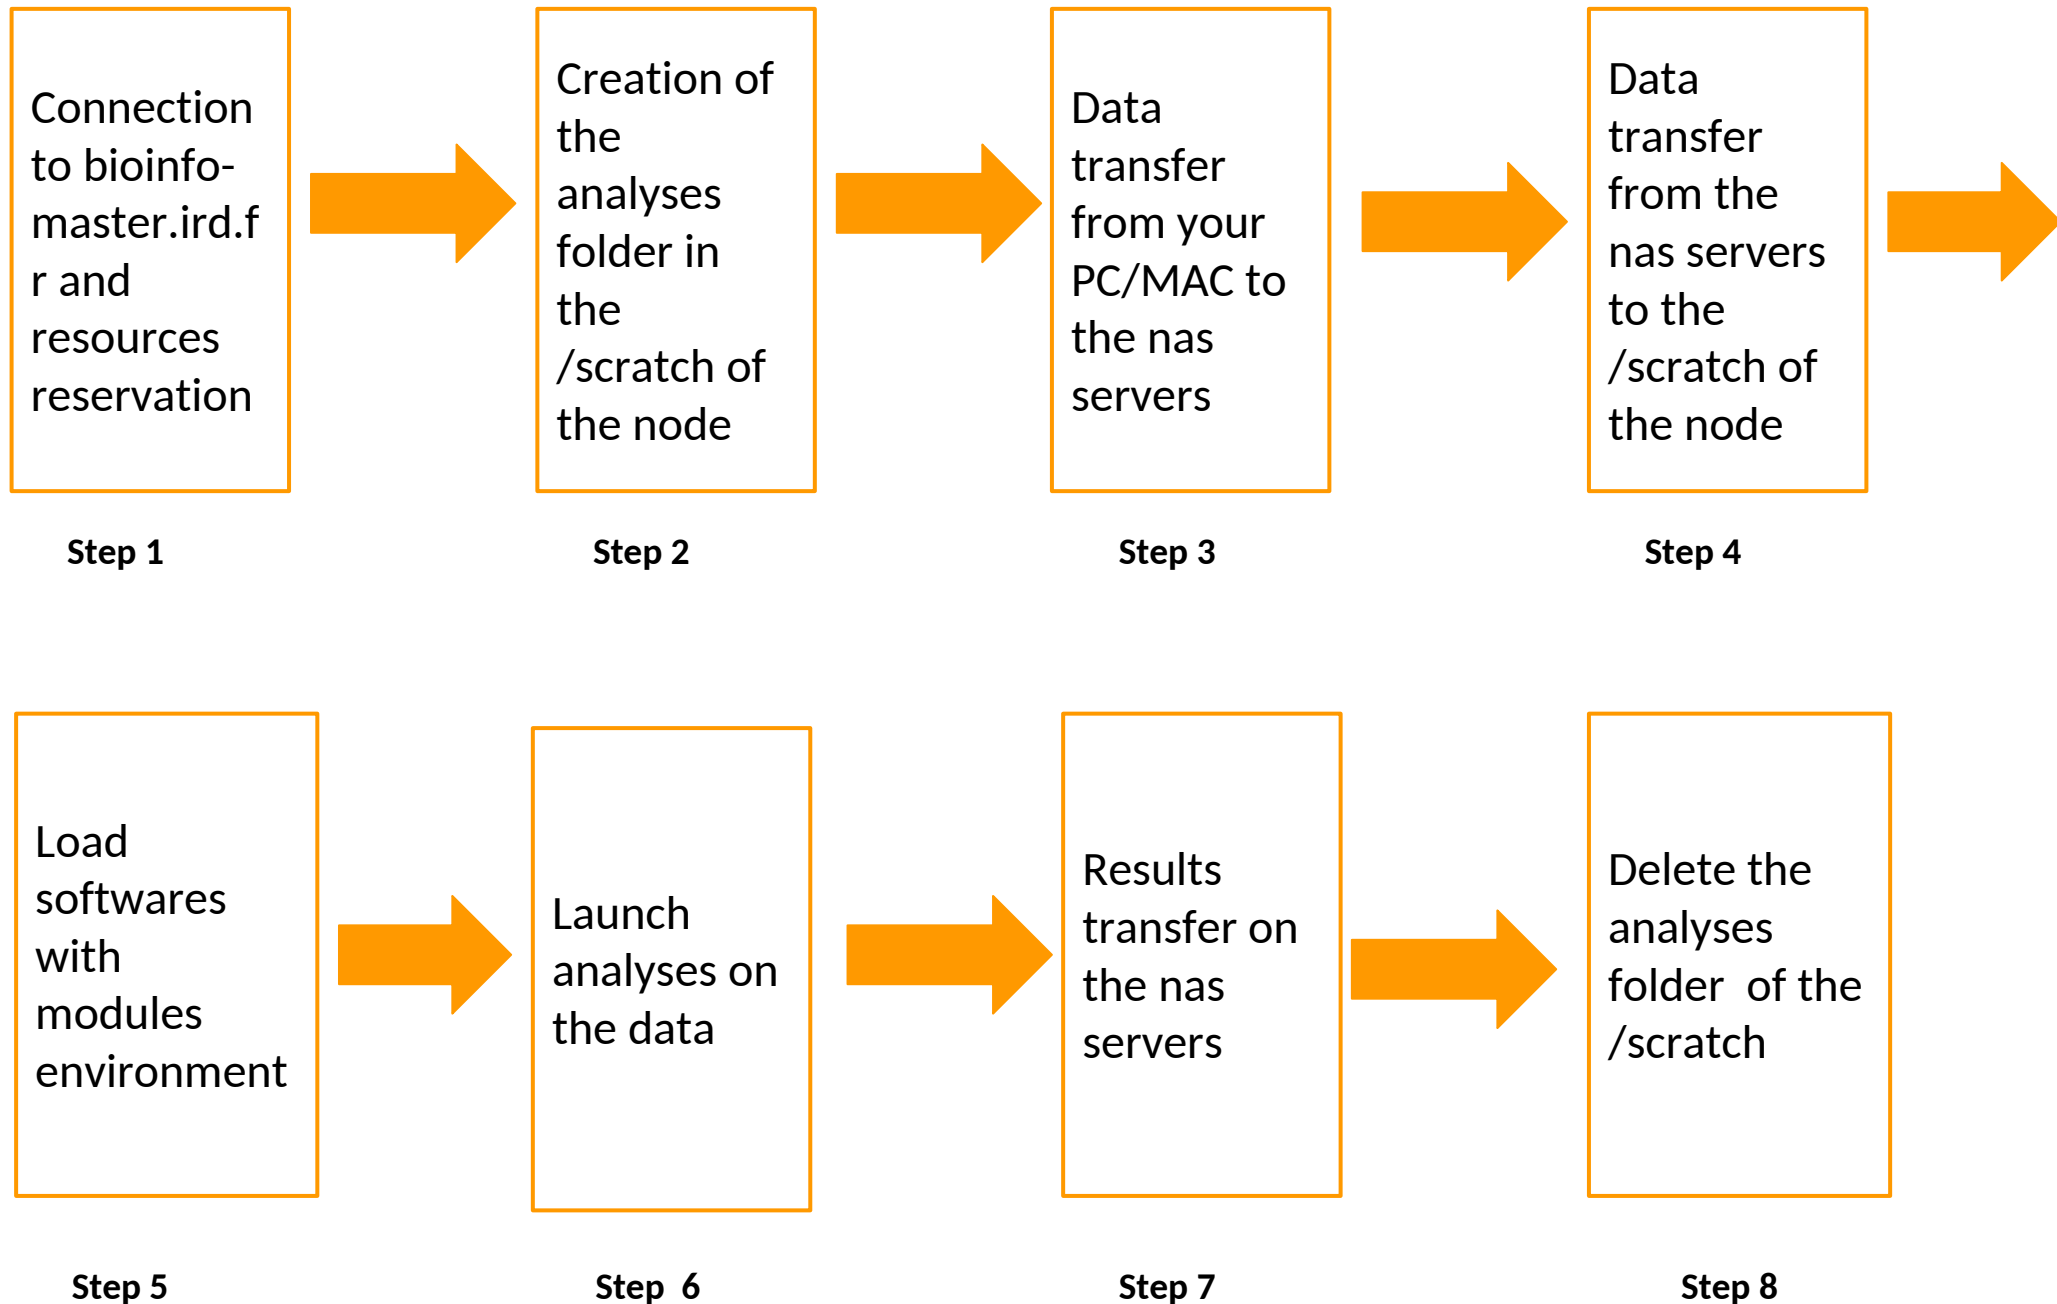 Connection
to bioinfo-
master.ird.f
r and
resources
reservation
Step 1
Creation of
the
analyses
folder in
the
/scratch of
the node
Step 2
Data
transfer
from your
PC/MAC to
the nas
servers
Step 3
Data
transfer
from the
nas servers
to the
/scratch of
the node
Step 4
Load
softwares
with
modules
environment
Step 5
Launch
analyses on
the data
Step  6
Results
transfer on
the nas
servers
Step 7
Delete the
analyses
folder  of the
/scratch
Step 8